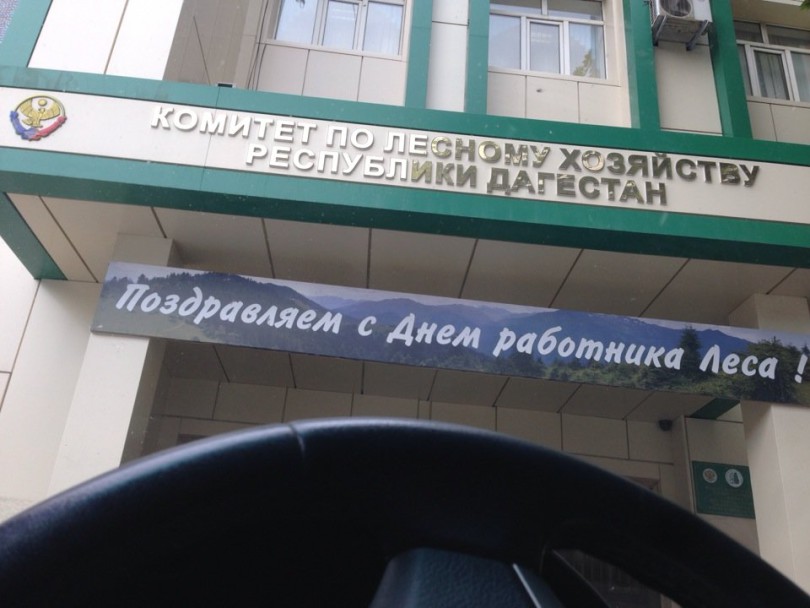 КОМИТЕТ ПО ЛЕСНОМУ ХОЗЯЙСТВУ
РЕСПУБЛИКИ ДАГЕСТАН
Поздравляем с Днем работника Леса !